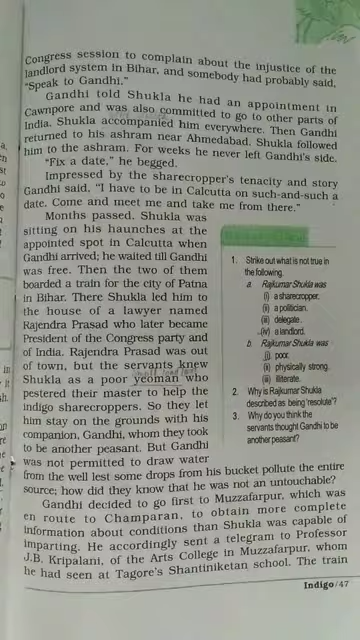 Congress session to complain about the injustice of the
landlord system in Bihar, and somebody had probably said,
"Speak to Gandhi."
Gandhi told Shukla he had an appointment in
Cawnpore and was also committed to go to other parts of
India. Shukla accompanied him everywhere. Then Gandhi
returned to his ashram near Ahmedabad. Shukla followed
him to the ashram. For weeks he never left Gandhi's side.
"Fix a date," he begged.
Impressed by the sharecropper's tenacity and story
Gandhi said, "I have to be in Calcutta on such-and-such a
date. Come and meet me and take me from there."
Months passed. Shukla was
sitting on his haunches at the
appointed spot in Calcutta when
Gandhi arrived; he waited till Gandhi
was free. Then the two of them
boarded a train for the city of Patna
in Bihar. There Shukla led him to
the house of a lawyer named
Rajendra Prasad who later became
President of the Congress party and
of India. Rajendra Prasad was out
of town, but the servants knew
Shukla as a poor yeoman who
pestered their master to help the
indigo sharecroppers. So they let
him stay on the grounds with his
companion, Gandhi, whom they took
to be another peasant. But Gandhi
was not permitted to draw water
from the well lest some drops from his bucket pollute the entire
source; how did they know that he was not an untouchable?
Gandhi decided to go first to Muzzafarpur, which was
en route to Champaran, to obtain more complete
information about conditions than Shukla was capable of
imparting. He accordingly sent a telegram to Professor
J.B. Kripalani, of the Arts College in Muzzafarpur, whom
he had seen at Tagore's Shantiniketan school. The train
1. Strike out what is not true in
the following.
a. Rajkumar Shukla was
(i) a sharecropper.
(ii) a politician.
(iii) delegate.
(iv) a landlord.
b. Rajkumar Shukla was
(i) poor.
(ii) physically strong.
(iii) illiterate.
2. Why is Rajkumar Shukla
described as being 'resolute'?
3. Why do you think the
servants thought Gandhi to be
another peasant?
Indigo/47